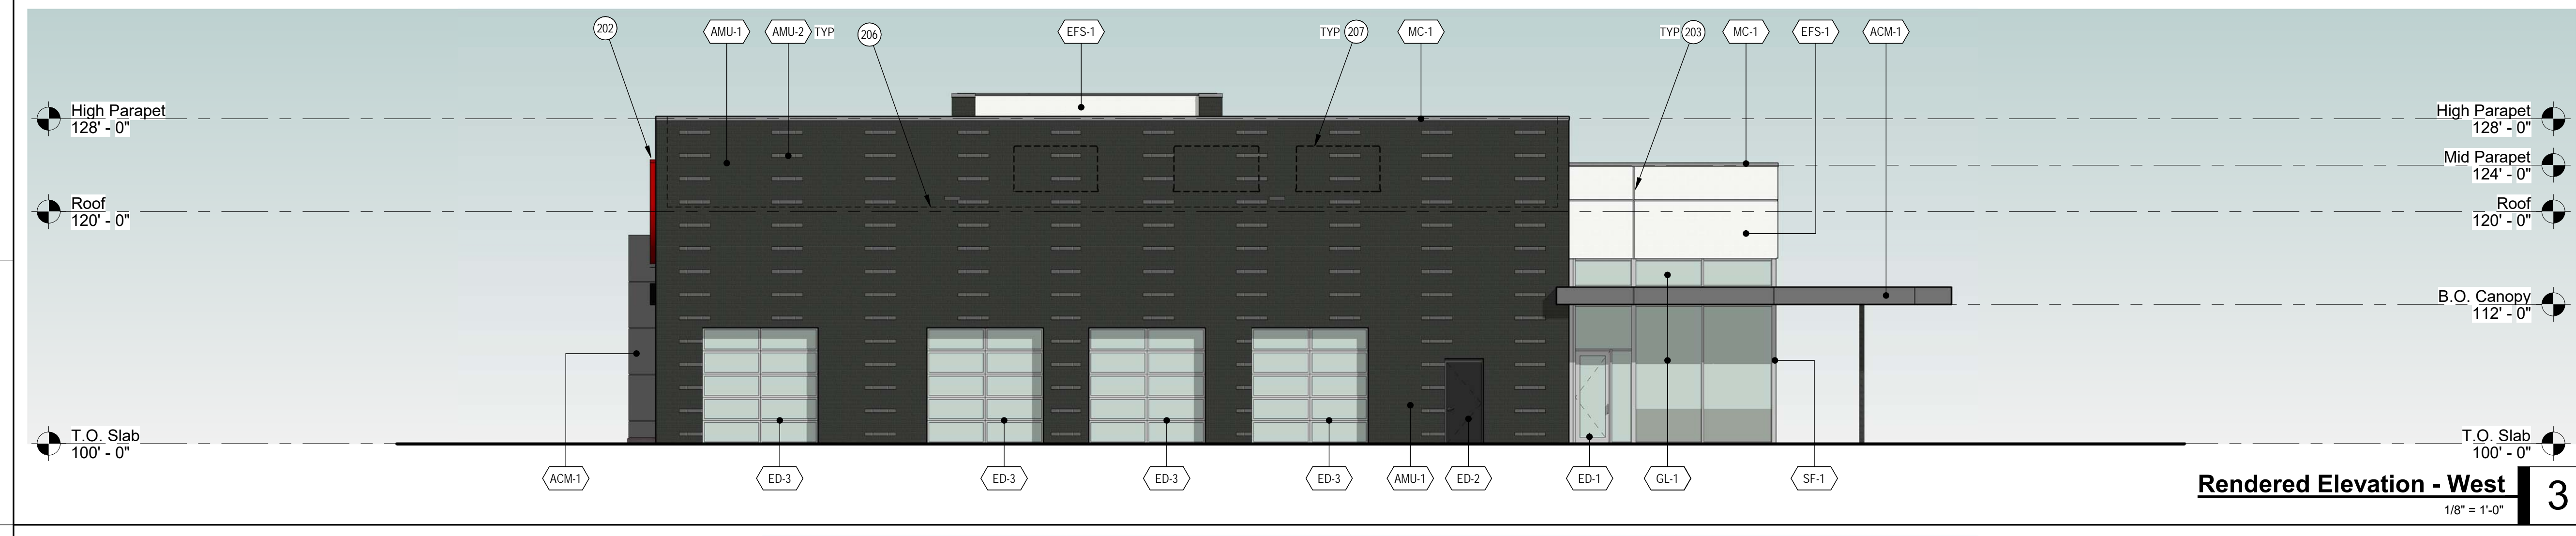 202
AMU-1
AMU-2 TYP
206
EFS-1
TYP 207
MC-1
TYP 203
MC-1
EFS-1
ACM-1
High Parapet
128' - 0"
Roof
120' - 0"
T.O. Slab
100' - 0"
High Parapet
128' - 0"
Mid Parapet
124' - 0"
Roof
120' - 0"
B.O. Canopy
112' - 0"
T.O. Slab
100' - 0"
ACM-1
ED-3
ED-3
ED-3
ED-3
AMU-1
ED-2
ED-1
GL-1
SF-1
Rendered Elevation - West
1/8" = 1'-0"
3